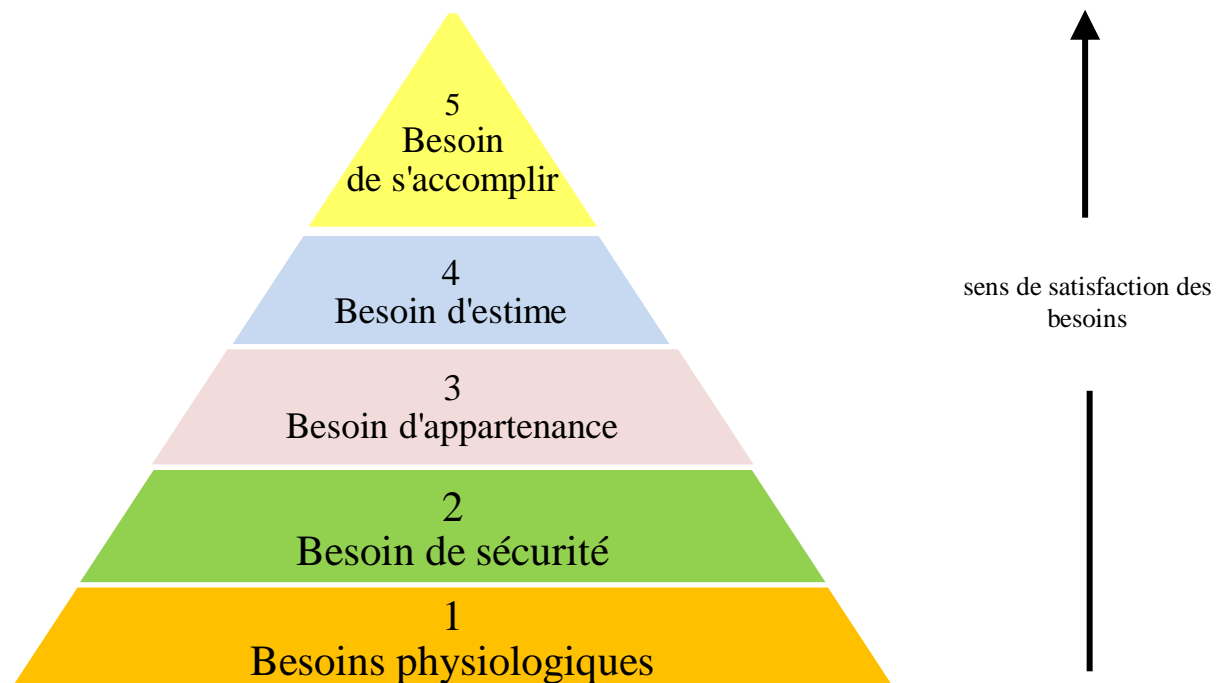 5
Besoin
de s'accomplir
4
Besoin d'estime
3
Besoin d'appartenance
2
Besoin de sécurité
1
Besoins physiologiques
sens de satisfaction des
besoins